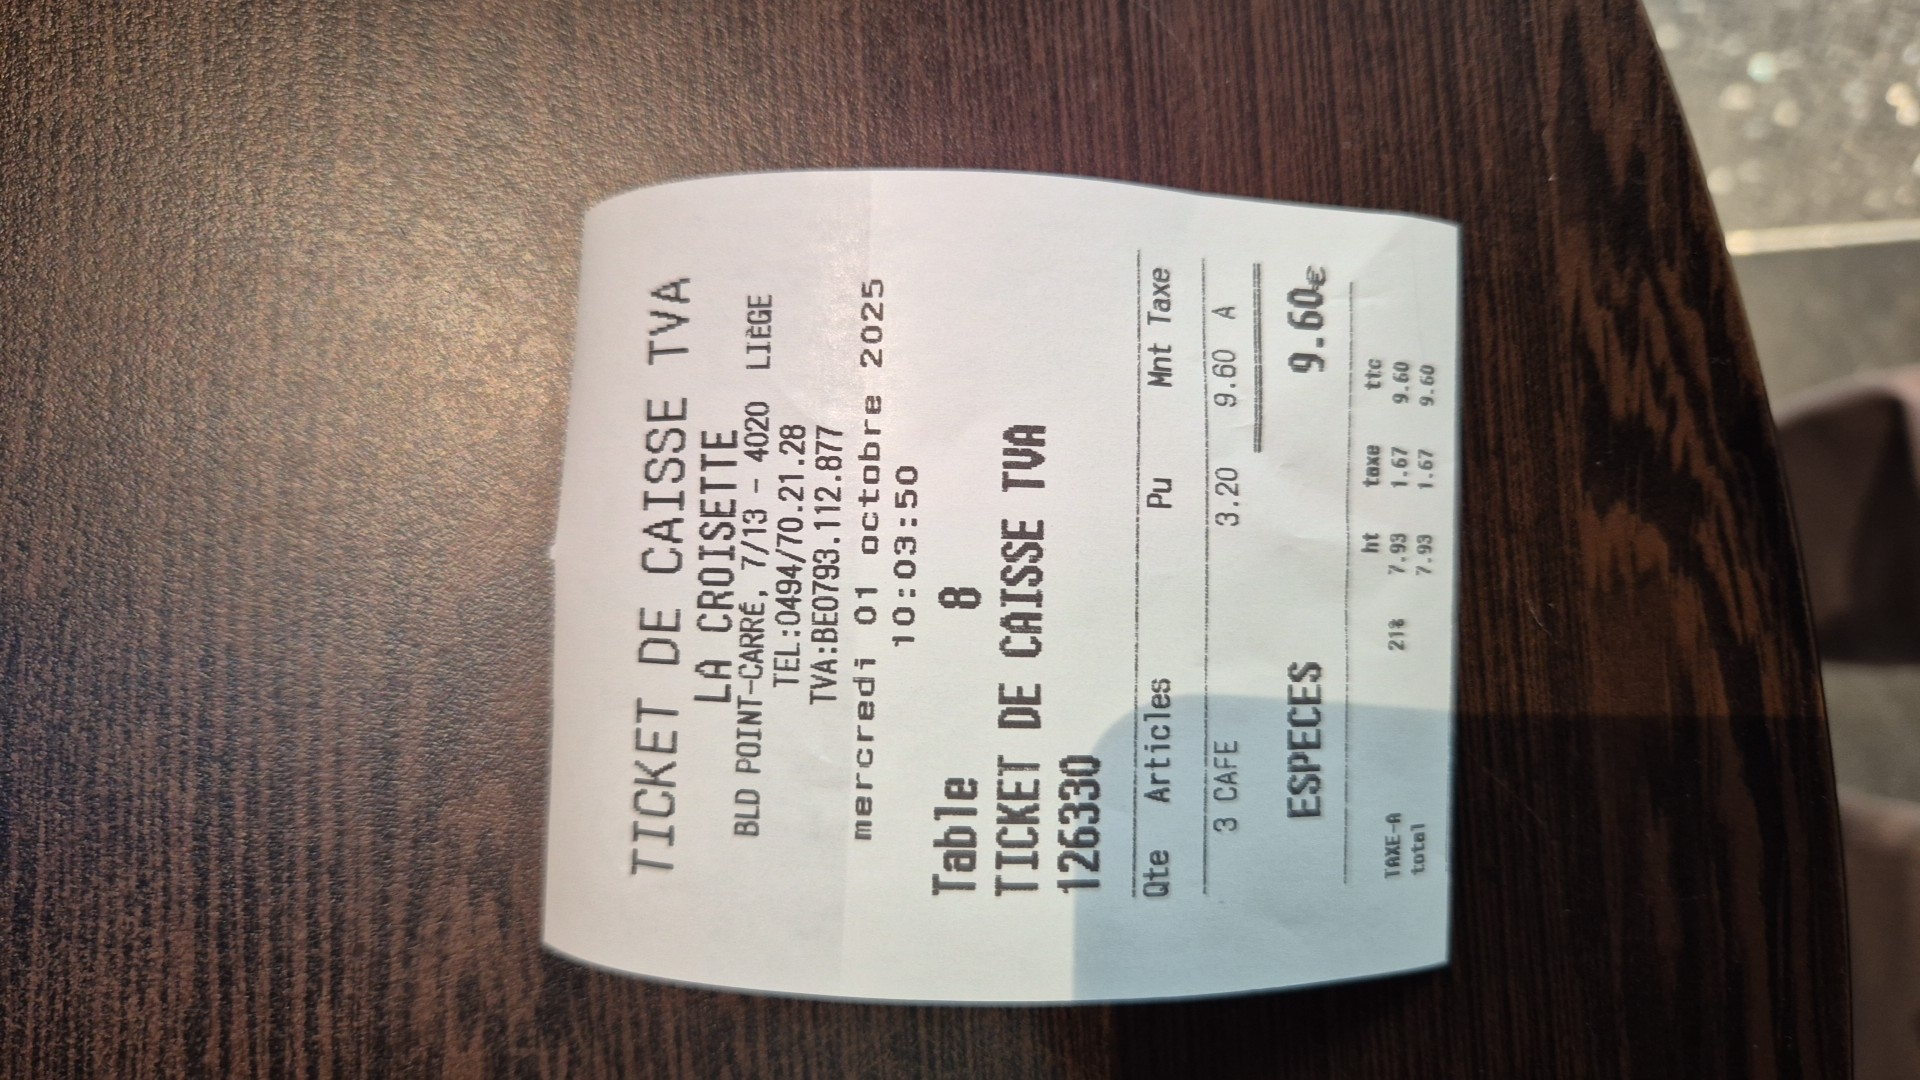 TICKET DE CAISSE TVA
LA CROISETTE
BLD POINT-CARRÉ, 7/13 - 4020 LIÈGE
TEL:0494/70.21.28
TVA:BE0793.112.877
mercredi 01 octobre 2025
10:03:50
Table 8
TICKET DE CAISSE TVA
126330
Qte Articles Pu Mnt Taxe
3 CAFE 3.20 9.60 A
ESPECES 9.60€
ht taxe ttc
TAXE-A 21% 7.93 1.67 9.60
total 7.93 1.67 9.60